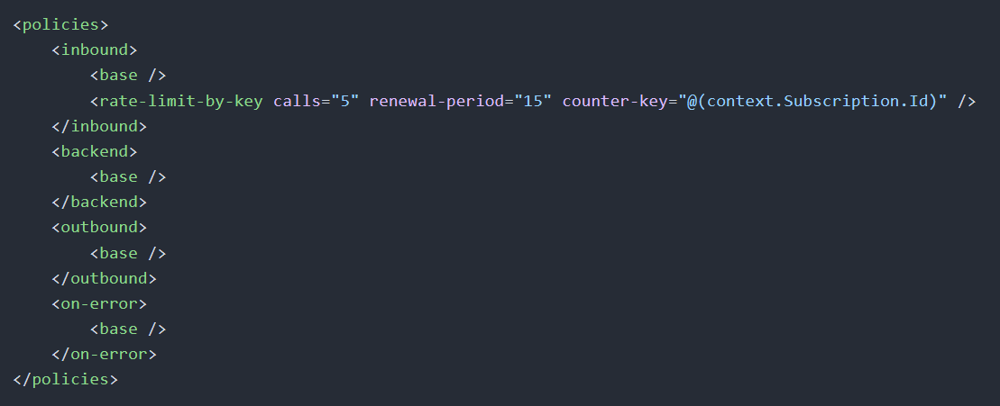 <policies>
    <inbound>
        <base />
        <rate-limit-by-key calls="5" renewal-period="15" counter-key="@(context.Subscription.Id)" />
    </inbound>
    <backend>
        <base />
    </backend>
    <outbound>
        <base />
    </outbound>
    <on-error>
        <base />
    </on-error>
</policies>